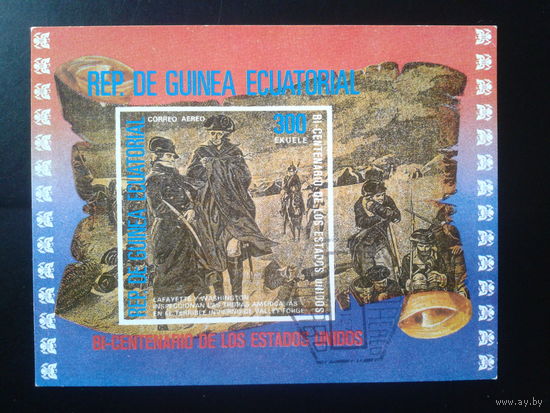 REP. DE GUINEA ECUATORIAL
CORREO AEREO
300
EKUELE
REP. DE GUINEA ECUATORIAL
BI-CENTENARIO DE LOS ESTADOS UNIDOS
LAFAYETTE Y WASHINGTON
INSPECCIONAN LAS TROPAS AMERICANAS
EN EL TERRIBLE INVIERNO DE VALLEY FORGE
BI-CENTENARIO DE LOS ESTADOS UNIDOS
www.ay.by